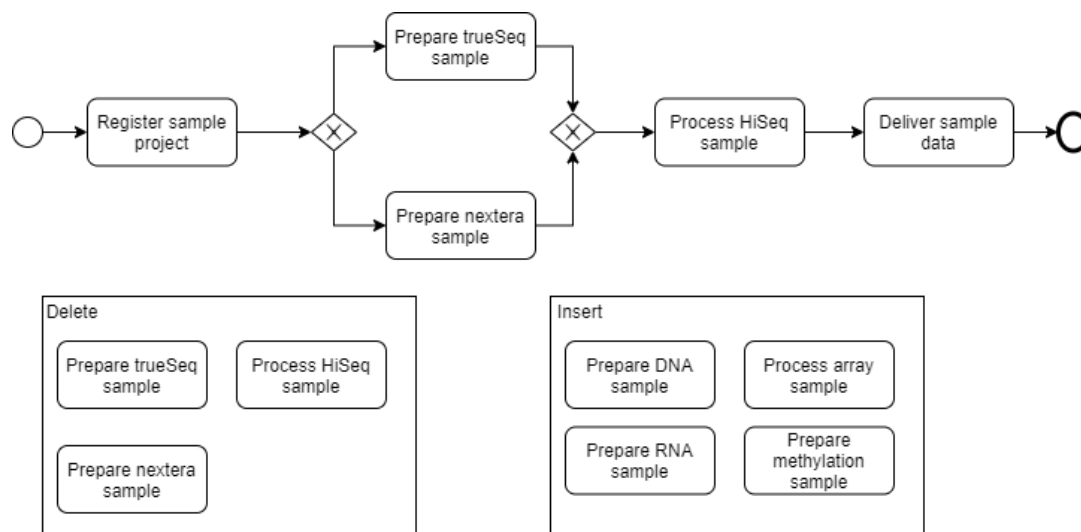 Prepare trueSeq
sample
Register sample
project
Process HiSeq
sample
Deliver sample
data
Prepare nextera
sample
Delete
Prepare trueSeq
sample
Process HiSeq
sample
Prepare nextera
sample
Insert
Prepare DNA
sample
Process array
sample
Prepare RNA
sample
Prepare
methylation
sample